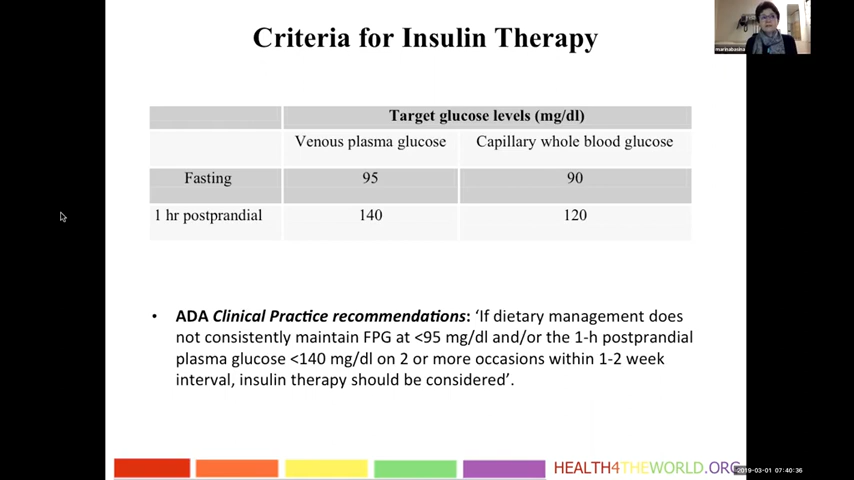 Criteria for Insulin Therapy
marinabasina
Target glucose levels (mg/dl)
Venous plasma glucose Capillary whole blood glucose
Fasting 95 90
1 hr postprandial 140 120
• ADA Clinical Practice recommendations: ‘If dietary management does
not consistently maintain FPG at <95 mg/dl and/or the 1-h postprandial
plasma glucose <140 mg/dl on 2 or more occasions within 1-2 week
interval, insulin therapy should be considered’.
HEALTH4THEWORLD.ORG
2019-03-01 07:40:36